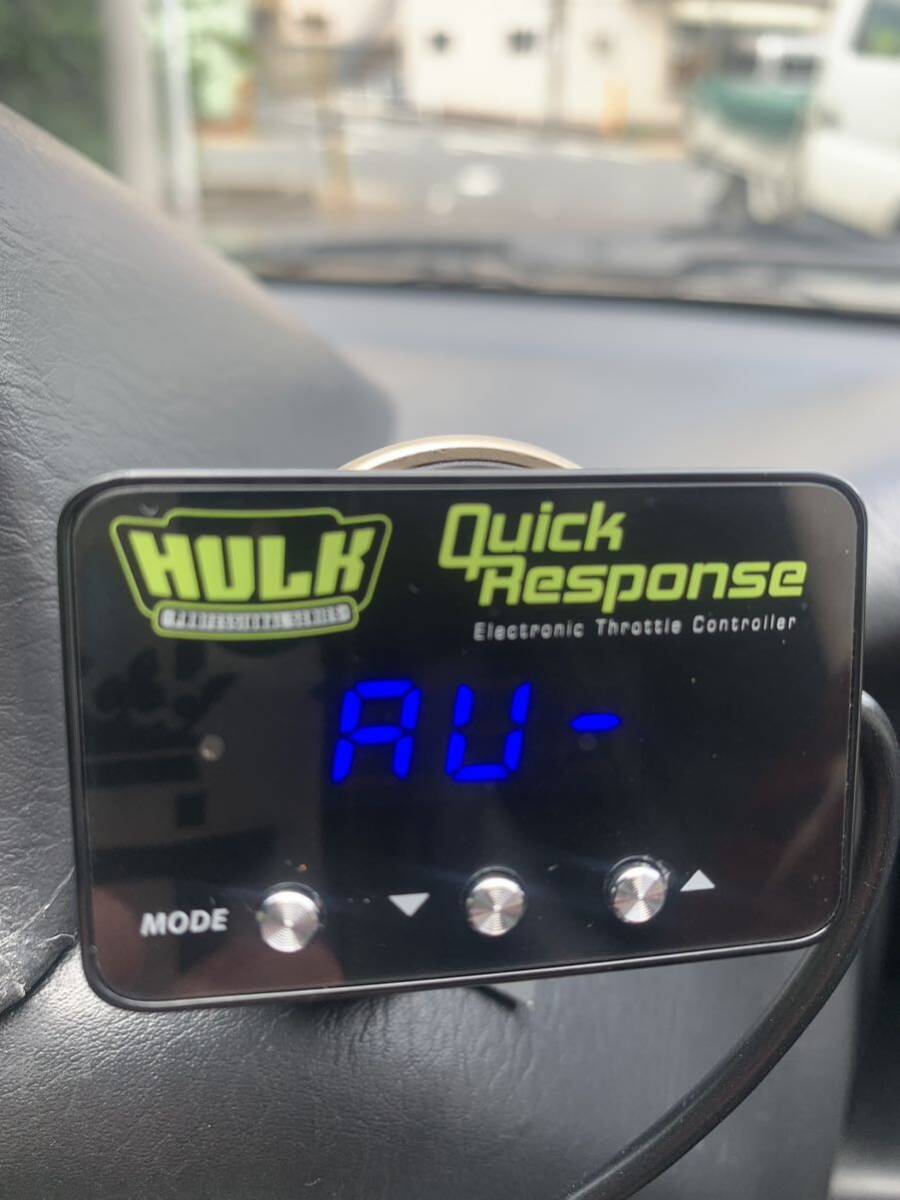 HULK
PROFESSIONAL SERIES
Quick
Response
Electronic Throttle Controller
AU-
MODE